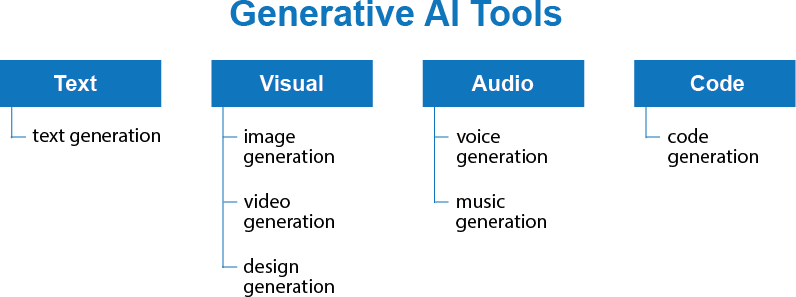 Generative AI Tools
Text
text generation
Visual
image
generation
video
generation
design
generation
Audio
voice
generation
music
generation
Code
code
generation